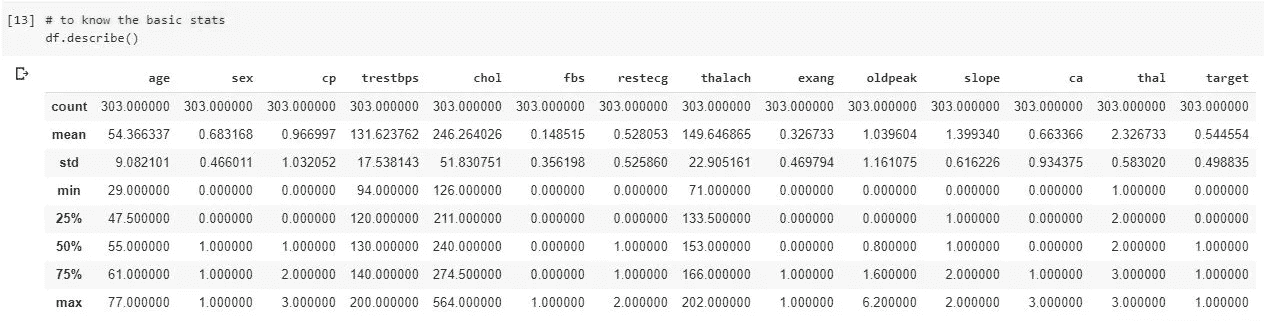 [13] # to know the basic stats
df.describe()
age sex cp trestbps chol fbs restecg thalach exang oldpeak slope ca thal target
count 303.000000 303.000000 303.000000 303.000000 303.000000 303.000000 303.000000 303.000000 303.000000 303.000000 303.000000 303.000000 303.000000 303.000000
mean 54.366337 0.683168 0.966997 131.623762 246.264026 0.148515 0.528053 149.646865 0.326733 1.039604 1.399340 0.663366 2.326733 0.544554
std 9.082101 0.466011 1.032052 17.538143 51.830751 0.356198 0.525860 22.905161 0.469794 1.161075 0.616226 0.934375 0.583020 0.498835
min 29.000000 0.000000 0.000000 94.000000 126.000000 0.000000 0.000000 71.000000 0.000000 0.000000 0.000000 0.000000 1.000000 0.000000
25% 47.500000 0.000000 0.000000 120.000000 211.000000 0.000000 0.000000 133.500000 0.000000 0.000000 1.000000 0.000000 2.000000 0.000000
50% 55.000000 1.000000 1.000000 130.000000 240.000000 0.000000 1.000000 153.000000 0.000000 0.800000 1.000000 0.000000 2.000000 1.000000
75% 61.000000 1.000000 2.000000 140.000000 274.500000 0.000000 1.000000 166.000000 1.000000 1.600000 2.000000 1.000000 3.000000 1.000000
max 77.000000 1.000000 3.000000 200.000000 564.000000 1.000000 2.000000 202.000000 1.000000 6.200000 2.000000 3.000000 3.000000 1.000000